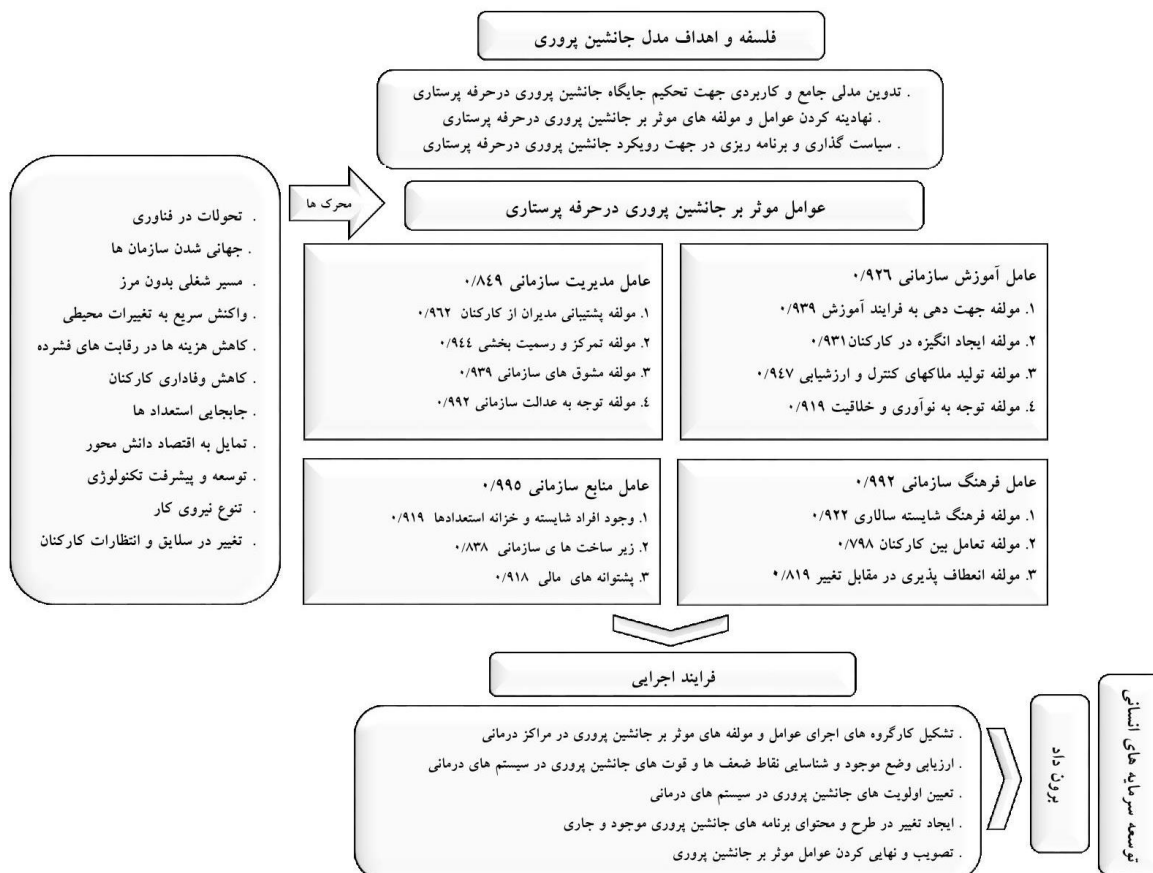 فلسفه و اهداف مدل جانشین پروری
. تدوین مدلی جامع و کاربردی جهت تحکیم جایگاه جانشین پروری درحرفه پرستاری
. نهادینه کردن عوامل و مولفه های موثر بر جانشین پروری درحرفه پرستاری
. سیاست گذاری و برنامه ریزی در جهت رویکرد جانشین پروری درحرفه پرستاری
محرک ها
عوامل موثر بر جانشین پروری درحرفه پرستاری
. تحولات در فناوری
. جهانی شدن سازمان ها
. مسیر شغلی بدون مرز
. واکنش سریع به تغییرات محیطی
. کاهش هزینه ها در رقابت های فشرده
. کاهش وفاداری کارکنان
. جابجایی استعداد ها
. تمایل به اقتصاد دانش محور
. توسعه و پیشرفت تکنولوژی
. تنوع نیروی کار
. تغییر در سلایق و انتظارات کارکنان
عامل آموزش سازمانی ۰/۹۲۶
۱. مولفه جهت دهی به فرایند آموزش ۰/۹۳۹
۲. مولفه ایجاد انگیزه در کارکنان۰/۹۳۱
۳. مولفه تولید ملاکهای کنترل و ارزشیابی ۰/۹۴۷
۴. مولفه توجه به نوآوری و خلاقیت ۰/۹۱۹
عامل مدیریت سازمانی ۰/۸۴۹
۱. مولفه پشتیبانی مدیران از کارکنان ۰/۹۶۲
۲. مولفه تمرکز و رسمیت بخشی ۰/۹۴۴
۳. مولفه مشوق های سازمانی ۰/۹۳۹
۴. مولفه توجه به عدالت سازمانی ۰/۹۹۲
عامل فرهنگ سازمانی ۰/۹۹۲
۱. مولفه فرهنگ شایسته سالاری ۰/۹۲۲
۲. مولفه تعامل بین کارکنان ۰/۷۹۸
۳. مولفه انعطاف پذیری در مقابل تغییر ۰/۸۱۹
عامل منابع سازمانی ۰/۹۹۵
۱. وجود افراد شایسته و خزانه استعدادها ۰/۹۱۹
۲. زیر ساخت ها ی سازمانی ۰/۸۳۸
۳. پشتوانه های مالی ۰/۹۱۸
فرایند اجرایی
. تشکیل کارگروه های اجرای عوامل و مولفه های موثر بر جانشین پروری در مراکز درمانی
. ارزیابی وضع موجود و شناسایی نقاط ضعف ها و قوت های جانشین پروری در سیستم های درمانی
. تعیین اولویت های جانشین پروری در سیستم های درمانی
. ایجاد تغییر در طرح و محتوای برنامه های جانشین پروری موجود و جاری
. تصویب و نهایی کردن عوامل موثر بر جانشین پروری
برون داد
توسعه سرمایه های انسانی